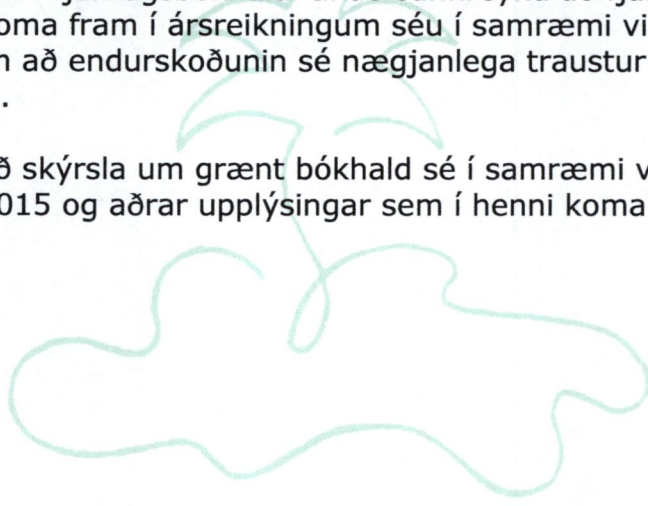 oma fram í ársreikningum séu í samræmi vi
að endurskoðunin sé nægjanlega traustur
.
ð skýrsla um grænt bókhald sé í samræmi v
015 og aðrar upplýsingar sem í henni koma